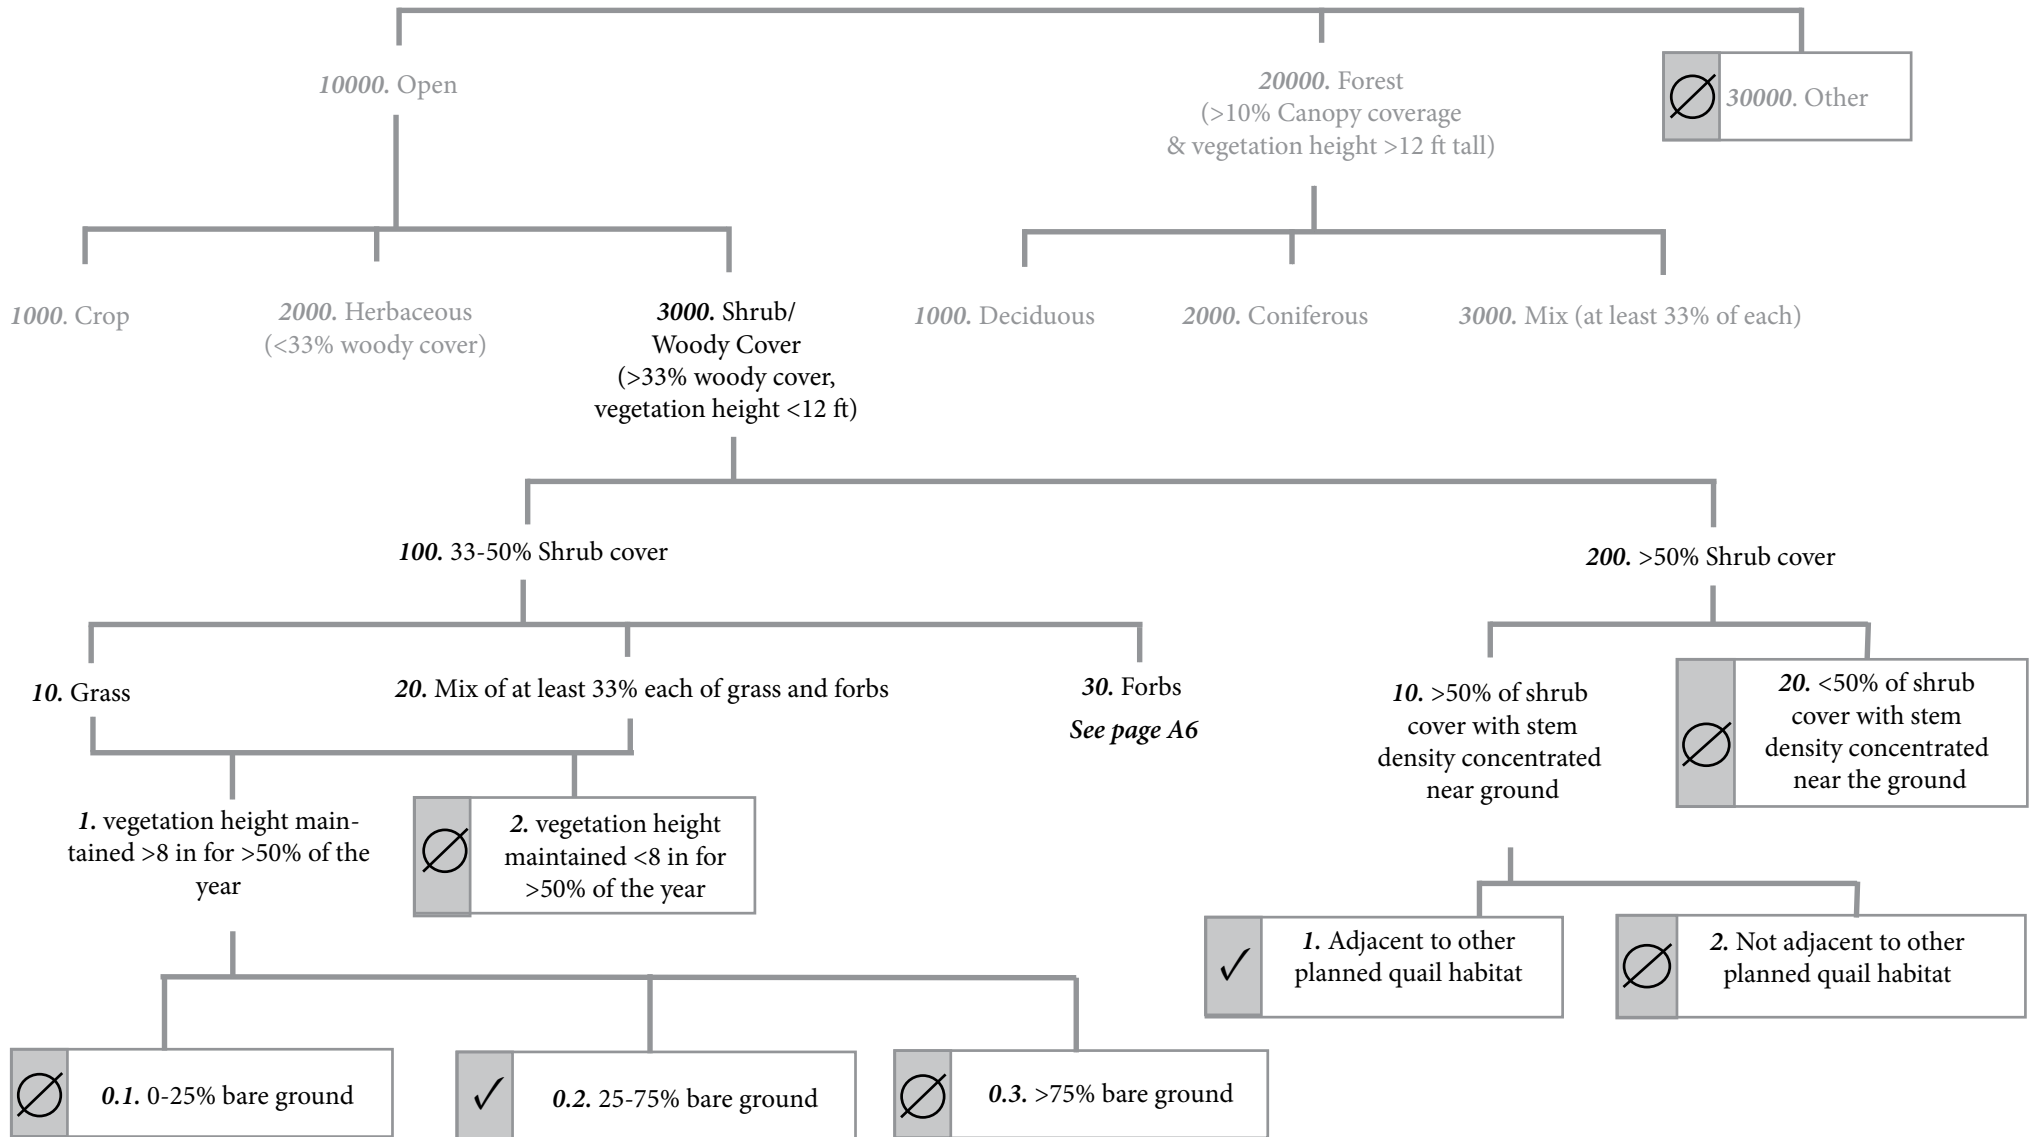 10000. Open
20000. Forest
(>10% Canopy coverage
& vegetation height >12 ft tall)
30000. Other
1000. Crop
2000. Herbaceous
(<33% woody cover)
3000. Shrub/
Woody Cover
(>33% woody cover,
vegetation height <12 ft)
1000. Deciduous
2000. Coniferous
3000. Mix (at least 33% of each)
100. 33-50% Shrub cover
200. >50% Shrub cover
10. Grass
20. Mix of at least 33% each of grass and forbs
30. Forbs
See page A6
10. >50% of shrub
cover with stem
density concentrated
near ground
20. <50% of shrub
cover with stem
density concentrated
near the ground
1. vegetation height main-
tained >8 in for >50% of the
year
2. vegetation height
maintained <8 in for
>50% of the year
1. Adjacent to other
planned quail habitat
2. Not adjacent to other
planned quail habitat
0.1. 0-25% bare ground
0.2. 25-75% bare ground
0.3. >75% bare ground